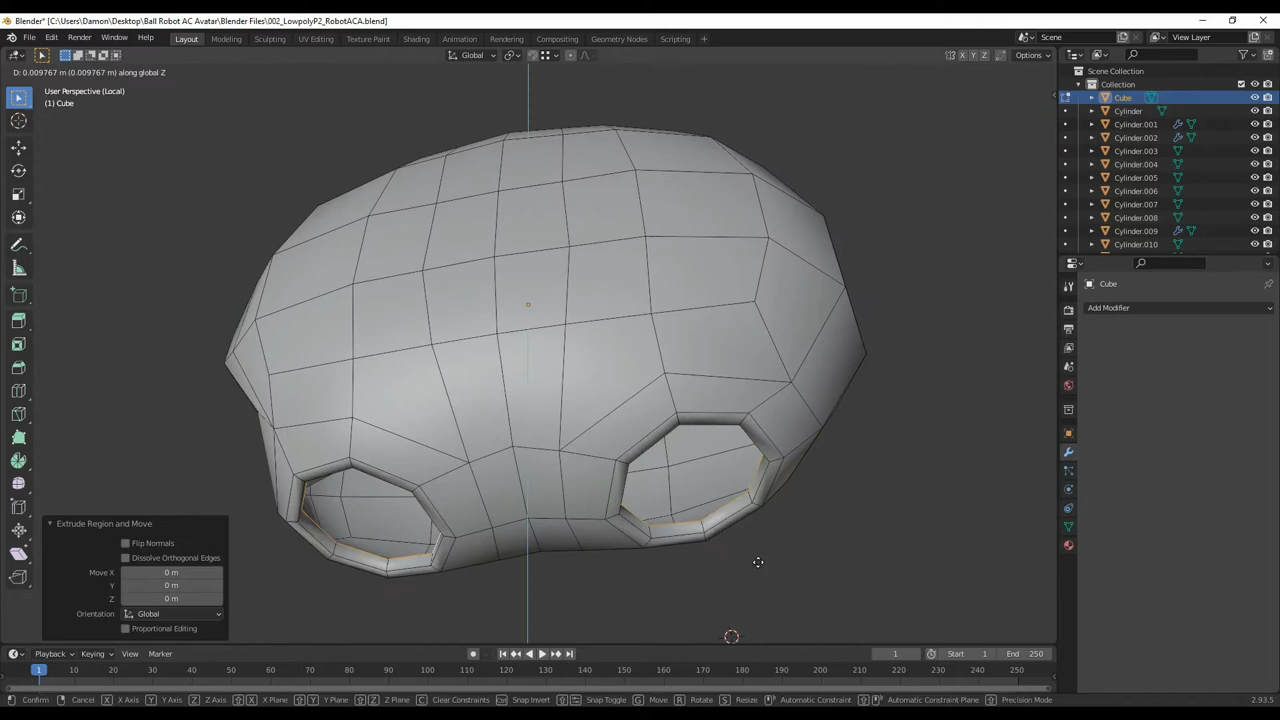 Blender* [C:\Users\Damon\Desktop\Ball Robot AC Avatar\Blender Files\002_LowpolyP2_RobotACA.blend]
File Edit Render Window Help Layout Modeling Sculpting UV Editing Texture Paint Shading Animation Rendering Compositing Geometry Nodes Scripting + Scene View Layer
Global X Y Z Options
D: 0.009767 m (0.009767 m) along global Z
User Perspective (Local)
(1) Cube
Scene Collection
Collection
Cube
Cylinder
Cylinder.001
Cylinder.002
Cylinder.003
Cylinder.004
Cylinder.005
Cylinder.006
Cylinder.007
Cylinder.008
Cylinder.009
Cylinder.010
Cube
Add Modifier
Extrude Region and Move
Flip Normals
Dissolve Orthogonal Edges
Move X 0 m
Y 0 m
Z 0 m
Orientation Global
Proportional Editing
Playback Keying View Marker 1 Start 1 End 250
1 10 20 30 40 50 60 70 80 90 100 110 120 130 140 150 160 170 180 190 200 210 220 230 240 250
Confirm Cancel X X Axis Y Y Axis Z Z Axis X X Plane Y Y Plane Z Z Plane C Clear Constraints Snap Invert Snap Toggle G Move R Rotate S Resize Automatic Constraint Automatic Constraint Plane Precision Mode 2.93.5